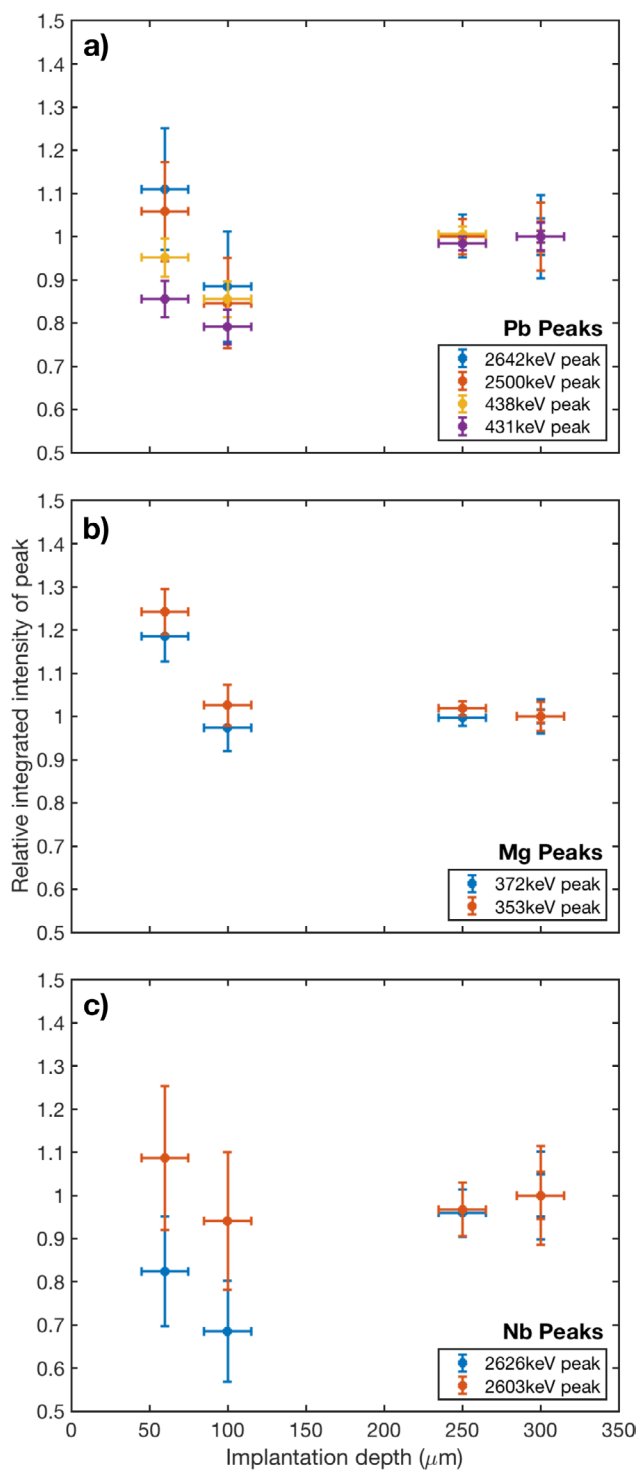 a)
1.5
1.4
1.3
1.2
1.1
1
0.9
0.8
0.7
0.6
0.5
Pb Peaks
2642keV peak
2500keV peak
438keV peak
431keV peak
b)
1.5
1.4
1.3
1.2
1.1
1
0.9
0.8
0.7
0.6
0.5
Relative integrated intensity of peak
Mg Peaks
372keV peak
353keV peak
c)
1.5
1.4
1.3
1.2
1.1
1
0.9
0.8
0.7
0.6
0.5
Nb Peaks
2626keV peak
2603keV peak
0 50 100 150 200 250 300 350
Implantation depth (μm)